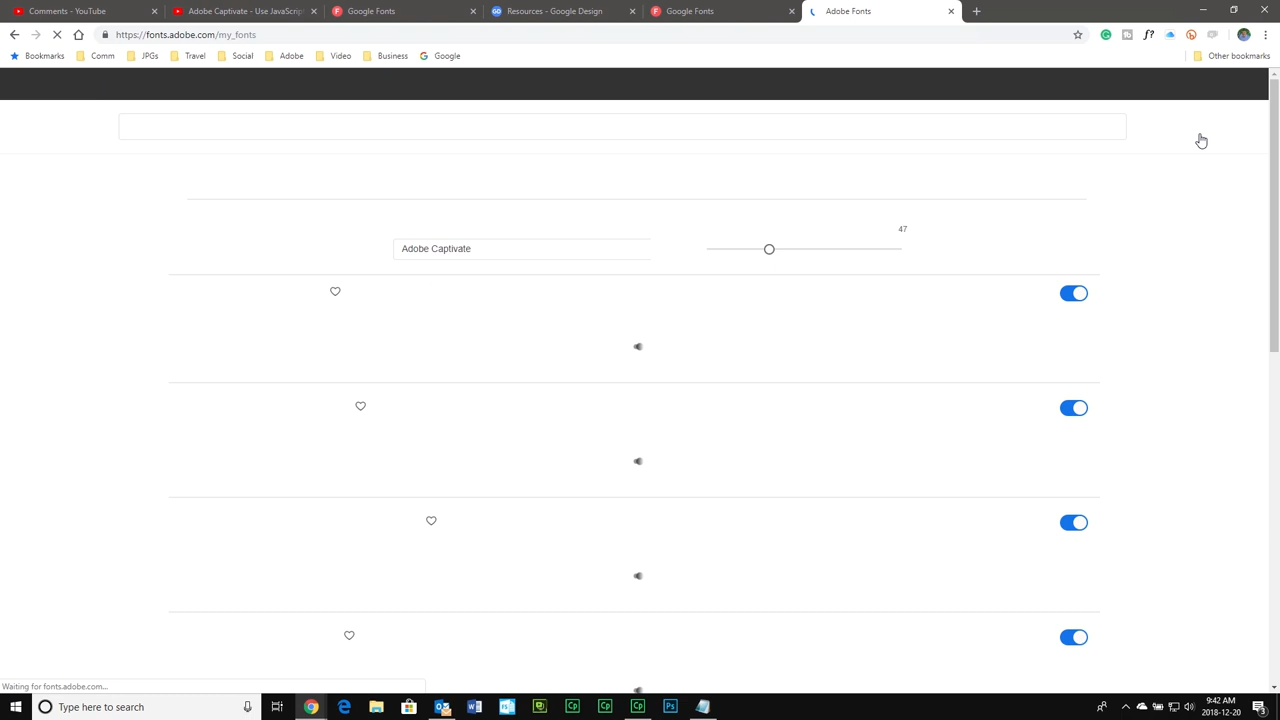 Comments - YouTube
Adobe Captivate - Use JavaScript
Google Fonts
Resources - Google Design
Google Fonts
Adobe Fonts
https://fonts.adobe.com/my_fonts
Bookmarks
Comm
JPGs
Travel
Social
Adobe
Video
Business
Google
Other bookmarks
47
Adobe Captivate
Waiting for fonts.adobe.com...
Type here to search
9:42 AM
2018-12-20